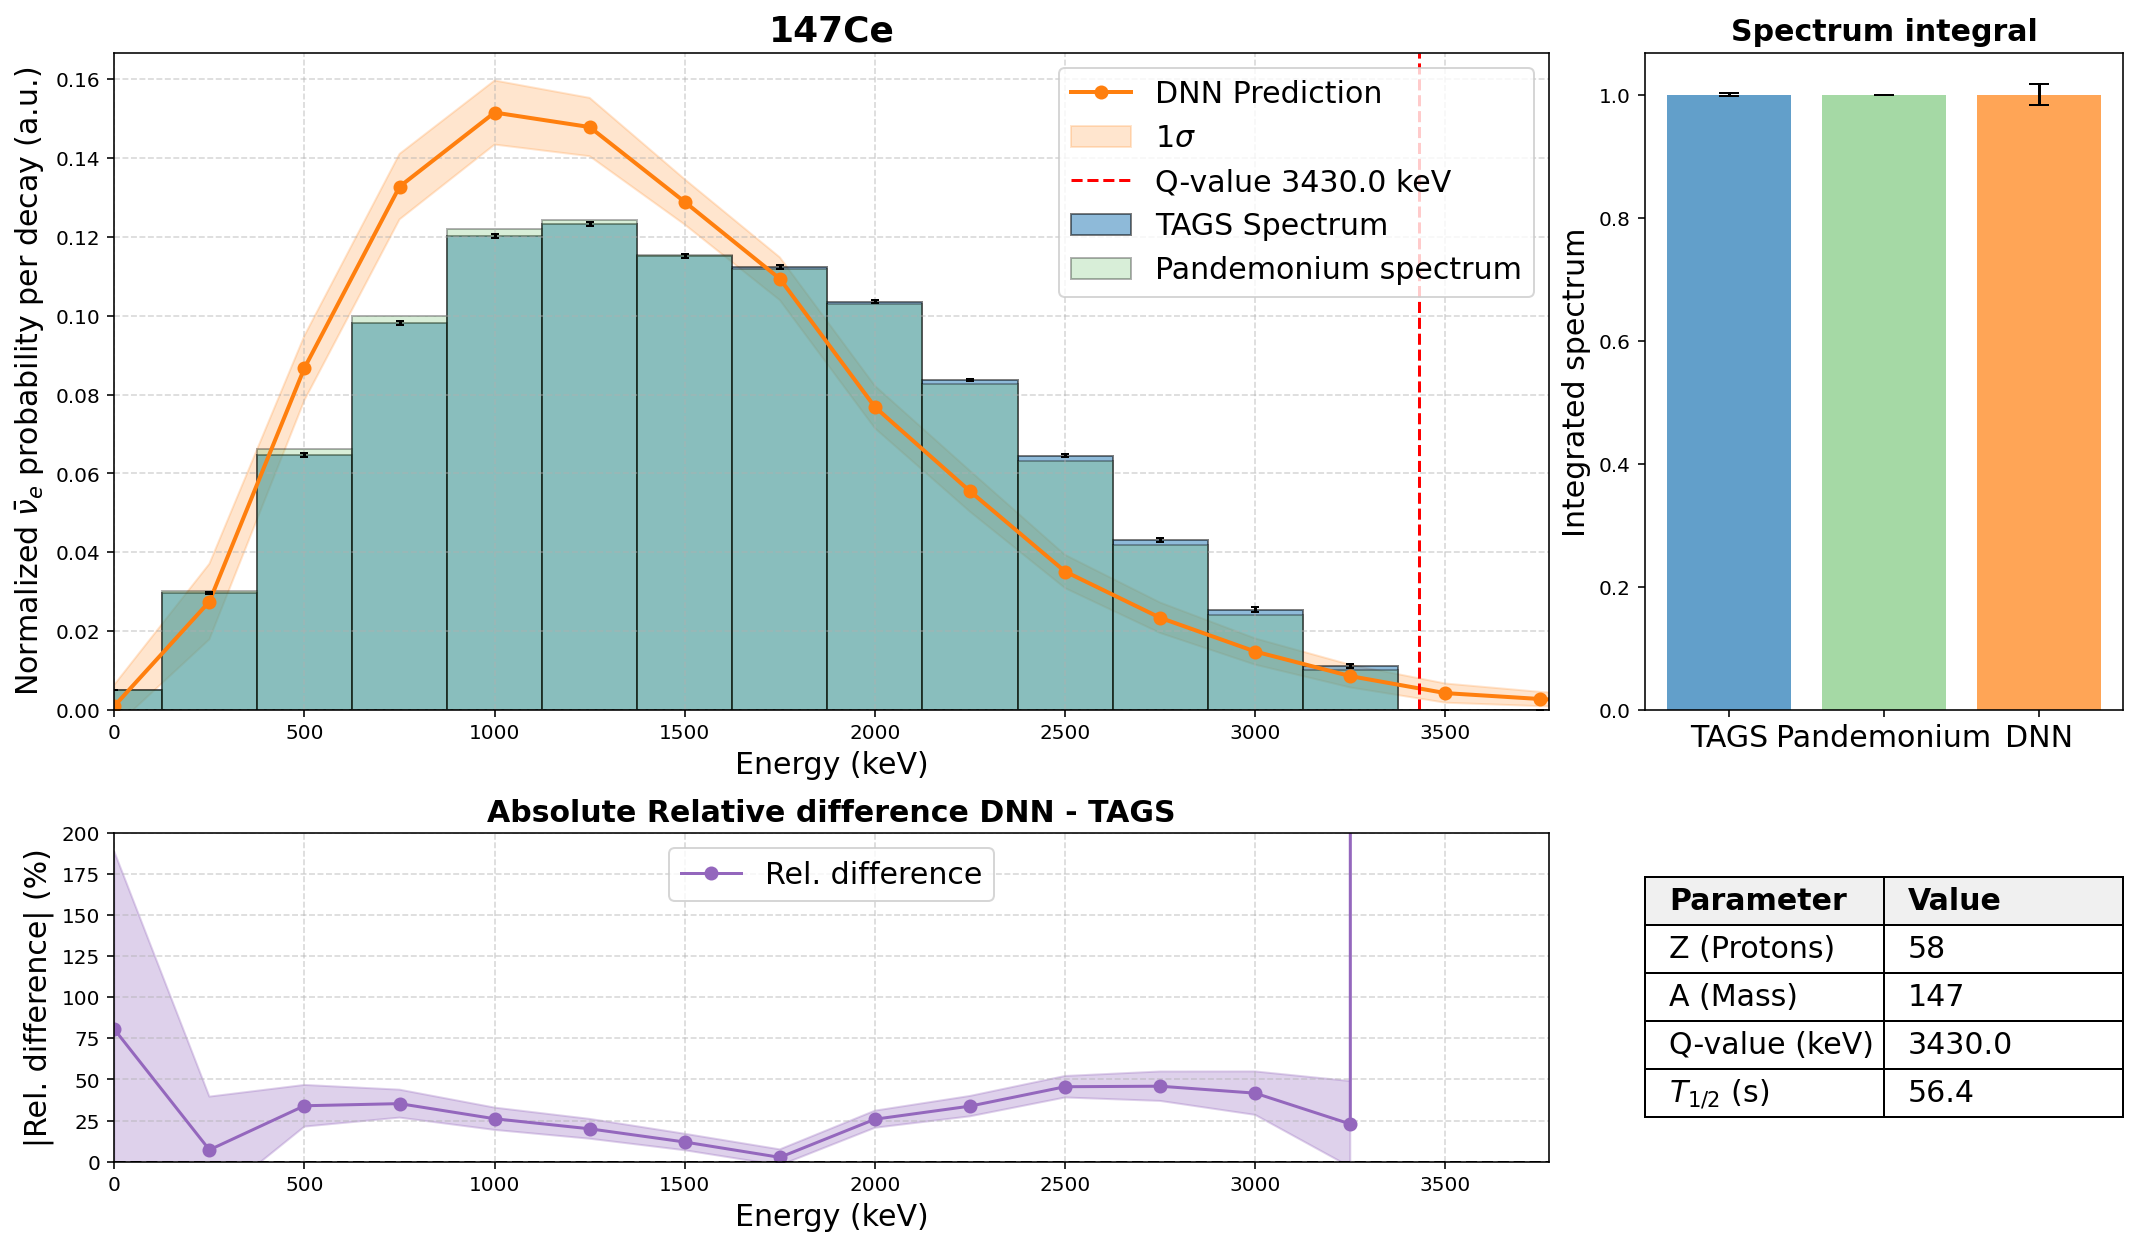 147Ce
Normalized ν̄e probability per decay (a.u.)
0.16
0.14
0.12
0.10
0.08
0.06
0.04
0.02
0.00
DNN Prediction
1σ
Q-value 3430.0 keV
TAGS Spectrum
Pandemonium spectrum
0 500 1000 1500 2000 2500 3000 3500
Energy (keV)
Spectrum integral
Integrated spectrum
1.0
0.8
0.6
0.4
0.2
0.0
TAGS Pandemonium DNN
Absolute Relative difference DNN - TAGS
|Rel. difference| (%)
200
175
150
125
100
75
50
25
0
Rel. difference
0 500 1000 1500 2000 2500 3000 3500
Energy (keV)
Parameter Value
Z (Protons) 58
A (Mass) 147
Q-value (keV) 3430.0
T1/2 (s) 56.4